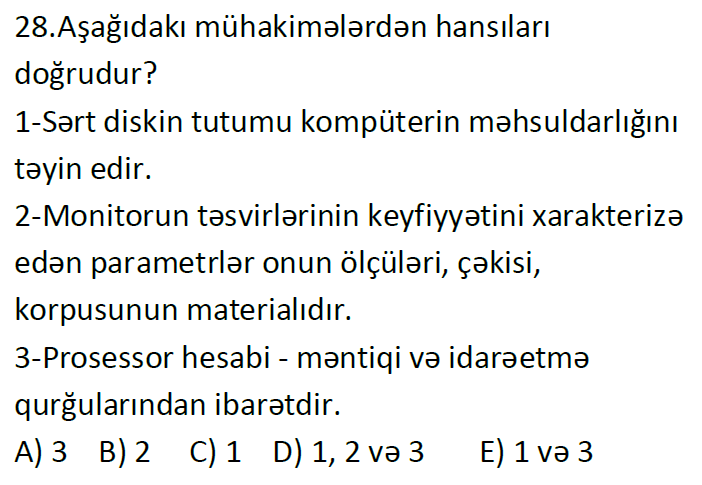 28.Aşağıdakı mühakimələrdən hansıları
doğrudur?
1-Sərt diskin tutumu kompüterin məhsuldarlığını
təyin edir.
2-Monitorun təsvirlərinin keyfiyyətini xarakterizə
edən parametrlər onun ölçüləri, çəkisi,
korpusunun materialıdır.
3-Prosessor hesabi - məntiqi və idarəetmə
qurğularından ibarətdir.
A) 3 B) 2 C) 1 D) 1, 2 və 3 E) 1 və 3